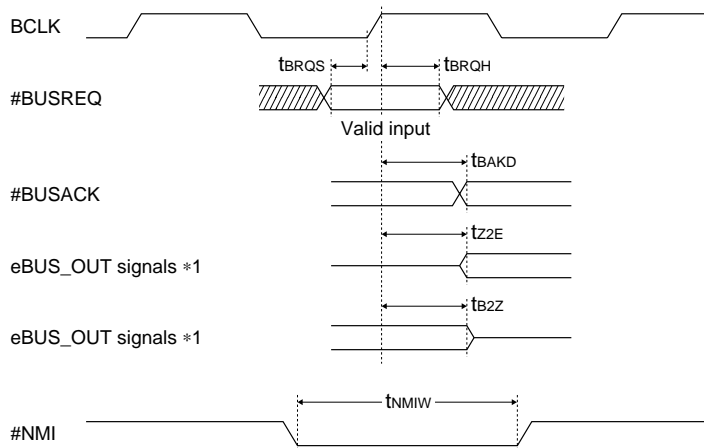 BCLK
tBRQS tBRQH
#BUSREQ
Valid input
tBAKD
#BUSACK
tZ2E
eBUS_OUT signals *1
tB2Z
eBUS_OUT signals *1
tNMIW
#NMI